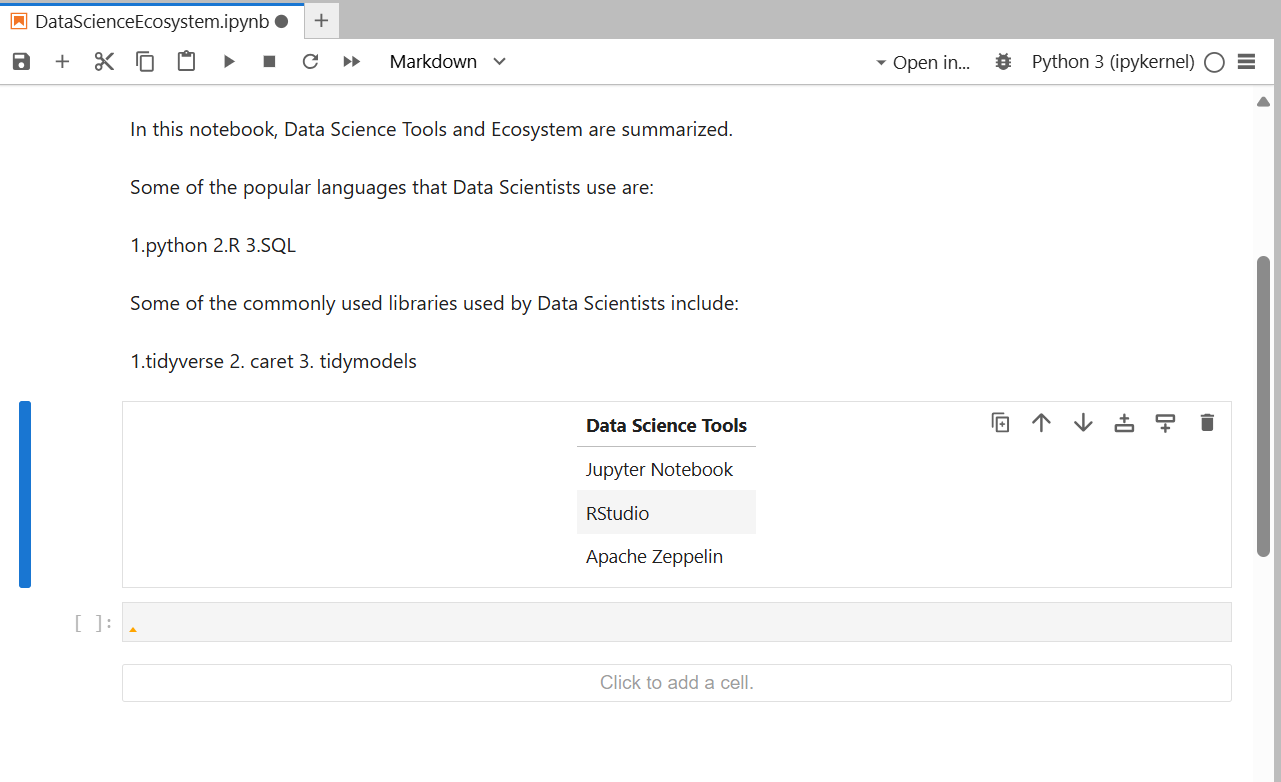 DataScienceEcosystem.ipynb
Markdown
Open in...
Python 3 (ipykernel)
In this notebook, Data Science Tools and Ecosystem are summarized.
Some of the popular languages that Data Scientists use are:
1.python 2.R 3.SQL
Some of the commonly used libraries used by Data Scientists include:
1.tidyverse 2. caret 3. tidymodels
Data Science Tools
Jupyter Notebook
RStudio
Apache Zeppelin
[ ]:
Click to add a cell.